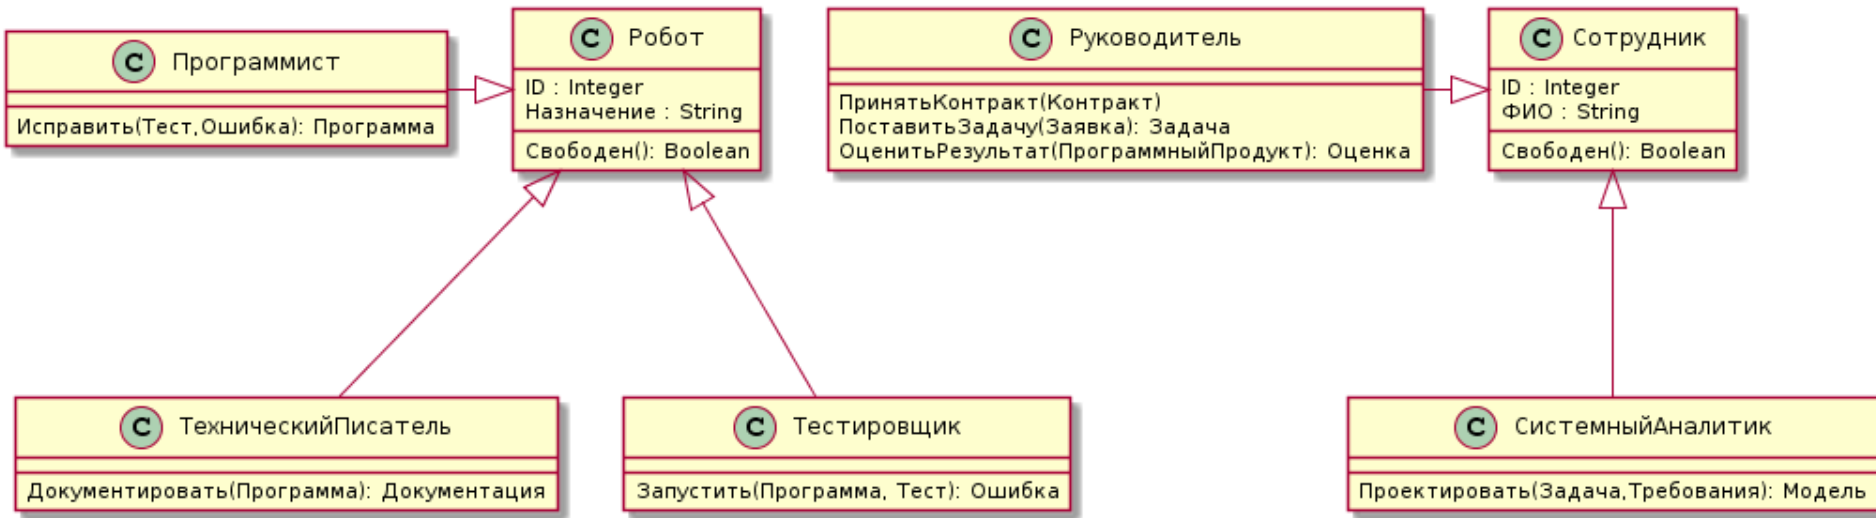 C Программист
Исправить(Тест,Ошибка): Программа
C Робот
ID : Integer
Назначение : String
Свободен(): Boolean
C Руководитель
ПринятьКонтракт(Контракт)
ПоставитьЗадачу(Заявка): Задача
ОценитьРезультат(ПрограммныйПродукт): Оценка
C Сотрудник
ID : Integer
ФИО : String
Свободен(): Boolean
C ТехническийПисатель
Документировать(Программа): Документация
C Тестировщик
Запустить(Программа, Тест): Ошибка
C СистемныйАналитик
Проектировать(Задача,Требования): Модель